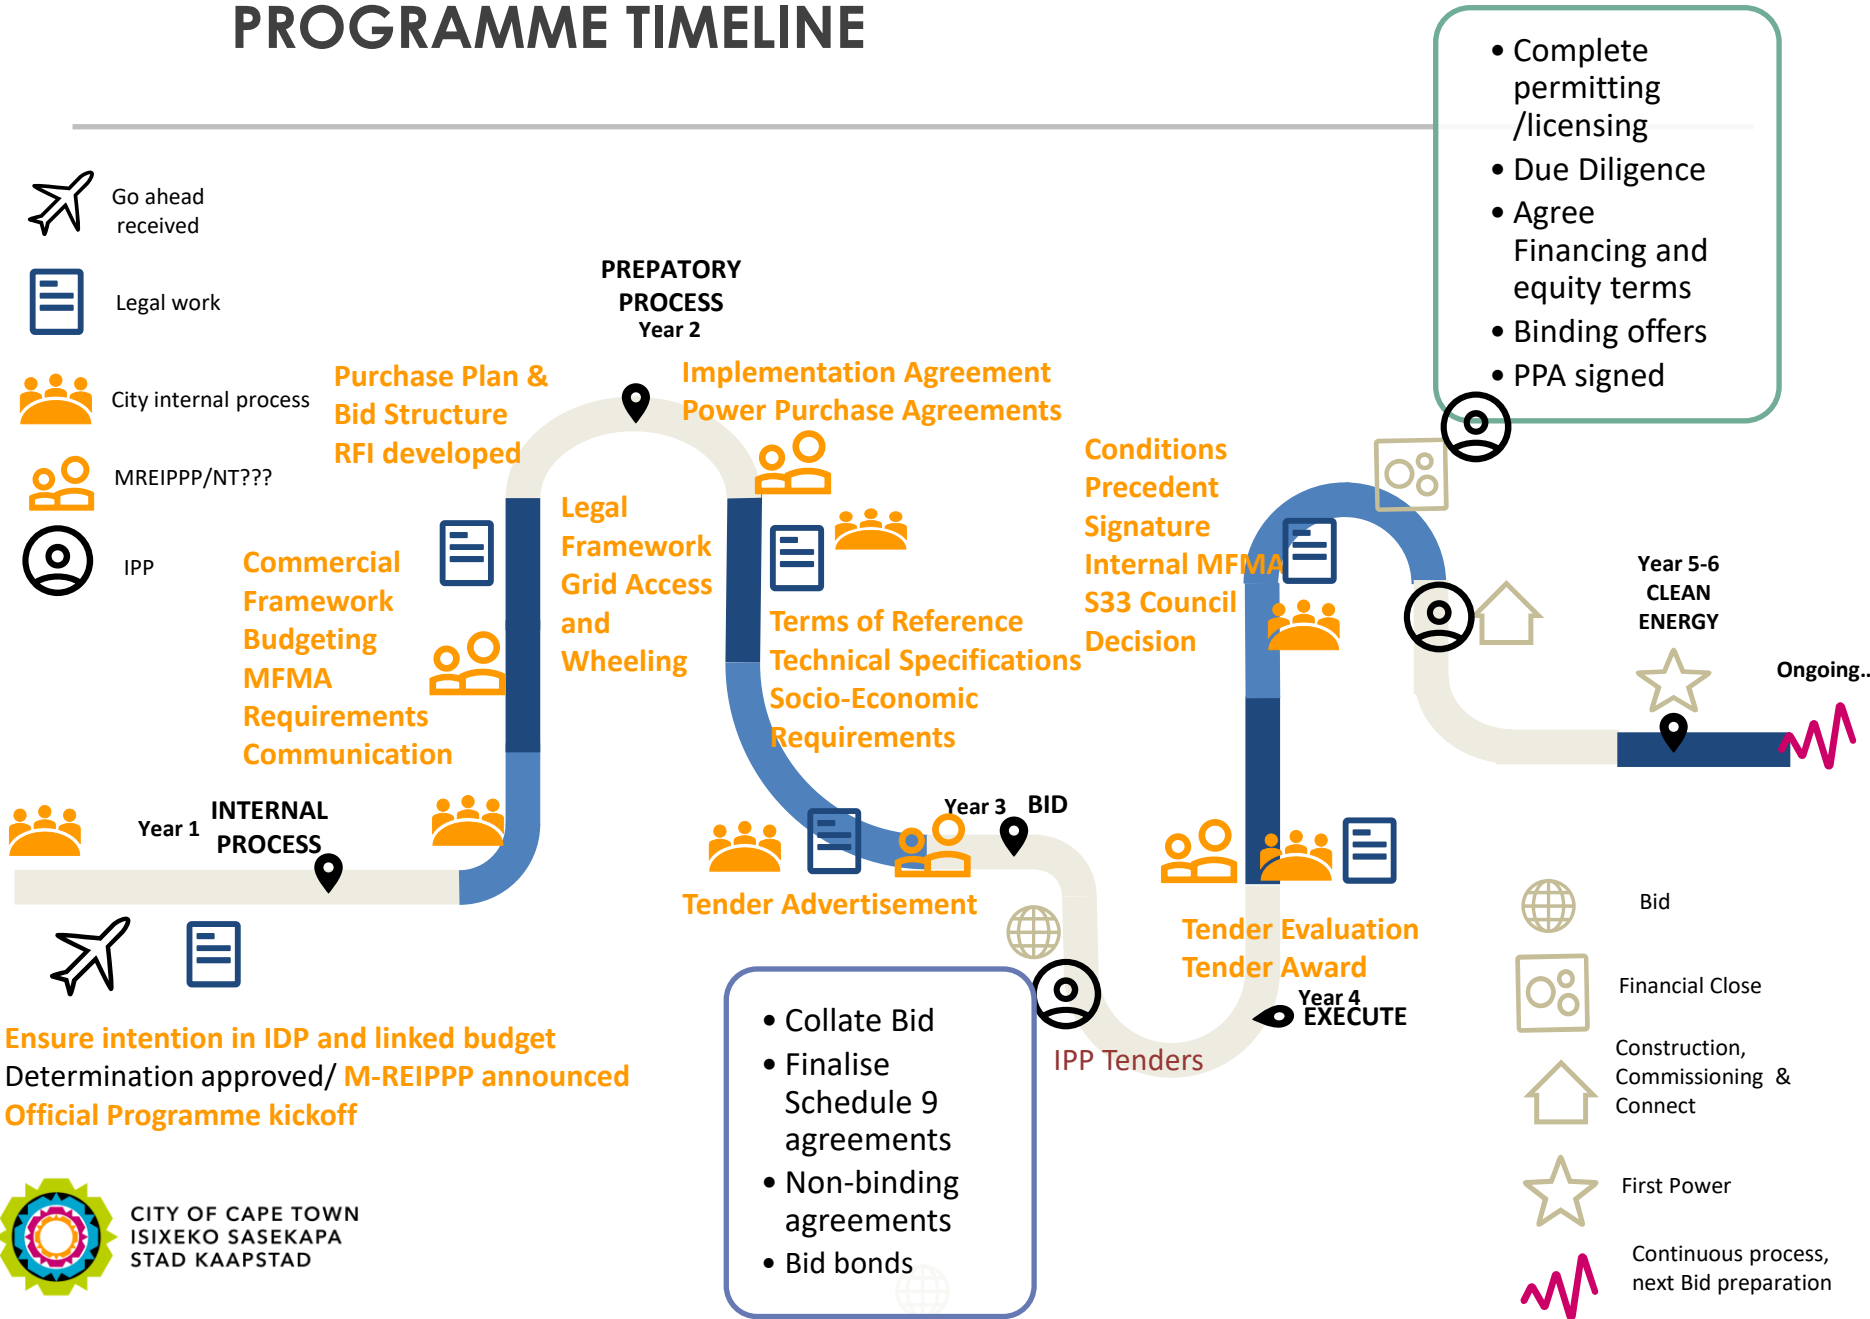 PROGRAMME TIMELINE
• Complete
permitting
/licensing
• Due Diligence
• Agree
Financing and
equity terms
• Binding offers
• PPA signed
Go ahead
received
Legal work
City internal process
MREIPPP/NT???
IPP
PREPATORY
PROCESS
Year 2
Purchase Plan &
Bid Structure
RFI developed
Implementation Agreement
Power Purchase Agreements
Commercial
Framework
Budgeting
MFMA
Requirements
Communication
Legal
Framework
Grid Access
and
Wheeling
Terms of Reference
Technical Specifications
Socio-Economic
Requirements
Conditions
Precedent
Signature
Internal MFMA
S33 Council
Decision
Year 5-6
CLEAN
ENERGY
Ongoing..
Year 1
INTERNAL
PROCESS
Year 3
BID
Tender Advertisement
Tender Evaluation
Tender Award
Year 4
EXECUTE
IPP Tenders
• Collate Bid
• Finalise
Schedule 9
agreements
• Non-binding
agreements
• Bid bonds
Ensure intention in IDP and linked budget
Determination approved/ M-REIPPP announced
Official Programme kickoff
Bid
Financial Close
Construction,
Commissioning &
Connect
First Power
Continuous process,
next Bid preparation
CITY OF CAPE TOWN
ISIXEKO SASEKAPA
STAD KAAPSTAD